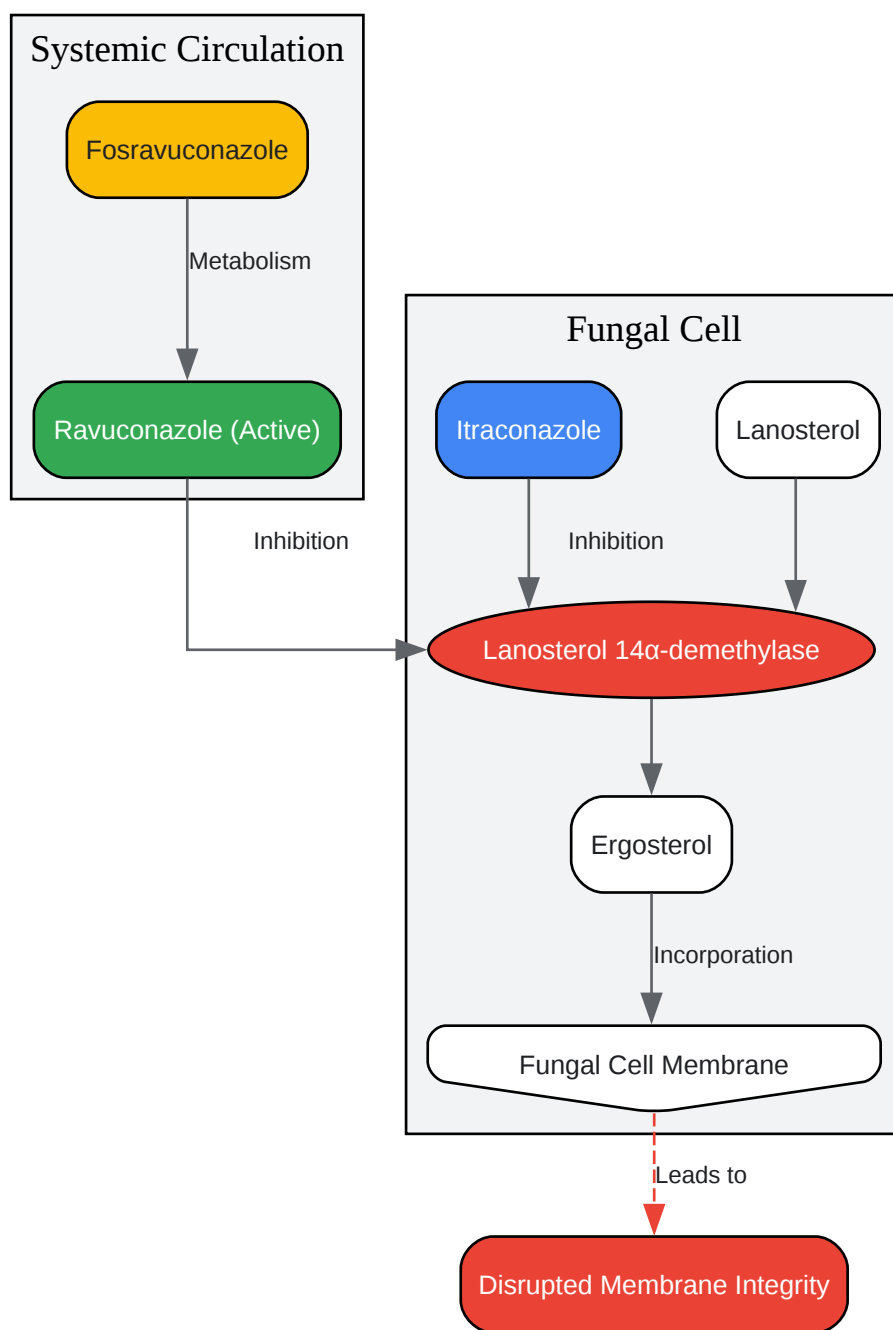 Systemic Circulation
Fosravuconazole
Metabolism
Ravuconazole (Active)
Inhibition
Fungal Cell
Itraconazole
Lanosterol
Inhibition
Lanosterol 14α-demethylase
Ergosterol
Incorporation
Fungal Cell Membrane
Leads to
Disrupted Membrane Integrity